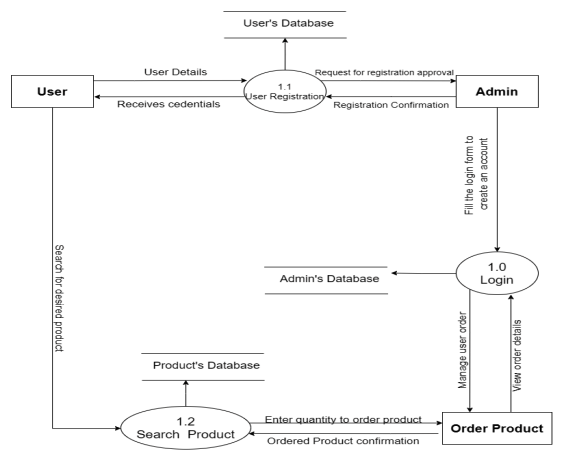 User's Database
User Details
Request for registration approval
User
1.1
User Registration
Admin
Receives cedentials
Registration Confirmation
Fill the login form to
create an account
Search for
desired product
1.0
Login
Admin's Database
Manage user order
View order details
Product's Database
1.2
Search Product
Enter quantity to order product
Ordered Product confirmation
Order Product